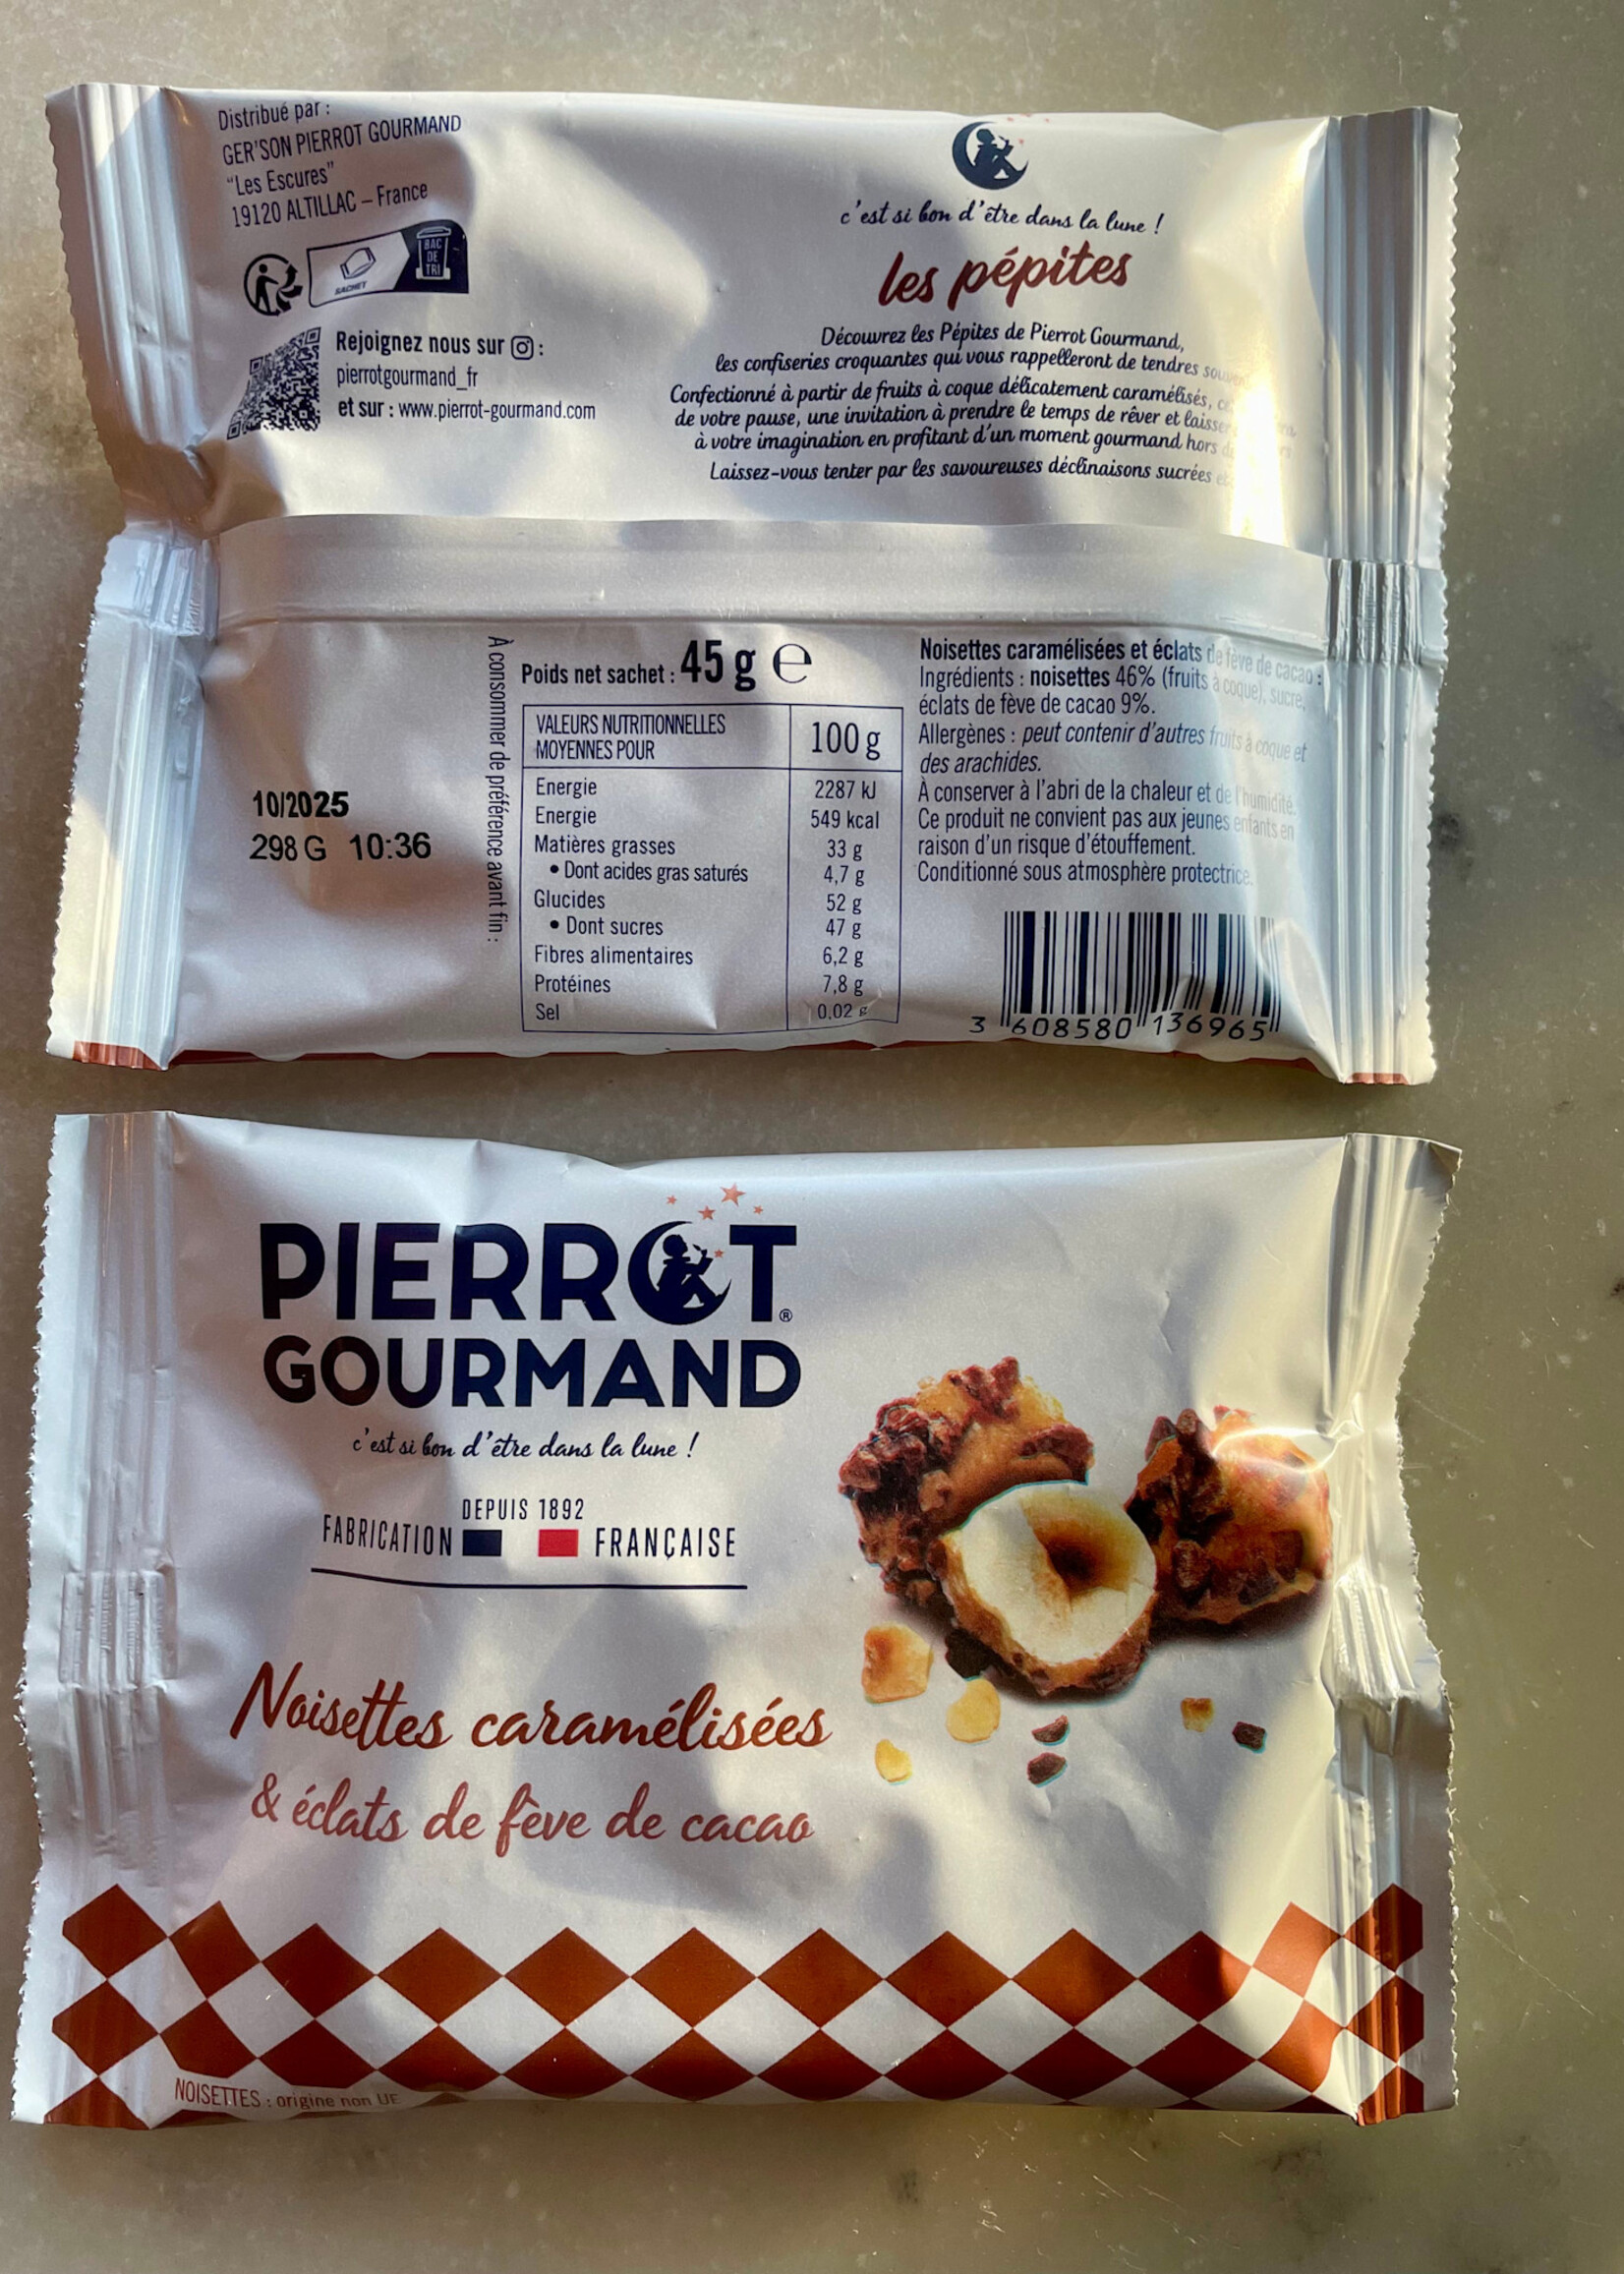 Distribué par :
GER'SON PIERROT GOURMAND
"Les Escures"
19120 ALTILLAC – France
SACHET
BAC
DE
TRI
Rejoignez nous sur :
pierrotgourmand_fr
et sur : www.pierrot-gourmand.com
c'est si bon d'être dans la lune !
les pépites
Découvrez les Pépites de Pierrot Gourmand,
les confiseries croquantes qui vous rappelleront de tendres
Confectionné à partir de fruits à coque délicatement caramélisés,
de votre pause, une invitation à prendre le temps de rêver et laisser
à votre imagination en profitant d'un moment gourmand hors
Laissez-vous tenter par les savoureuses déclinaisons sucrées
10/2025
298 G 10:36
À consommer de préférence avant fin :
Poids net sachet : 45 g e
VALEURS NUTRITIONNELLES
MOYENNES POUR 100 g
Energie 2287 kJ
Energie 549 kcal
Matières grasses 33 g
• Dont acides gras saturés 4,7 g
Glucides 52 g
• Dont sucres 47 g
Fibres alimentaires 6,2 g
Protéines 7,8 g
Sel 0,02 g
Noisettes caramélisées et éclats de fève de cacao :
Ingrédients : noisettes 46% (fruits à coque), sucre,
éclats de fève de cacao 9%.
Allergènes : peut contenir d'autres fruits à coque et
des arachides.
À conserver à l'abri de la chaleur et de l'humidité.
Ce produit ne convient pas aux jeunes enfants en
raison d'un risque d'étouffement.
Conditionné sous atmosphère protectrice.
3 608580 136965
PIERROT®
GOURMAND
c'est si bon d'être dans la lune !
DEPUIS 1892
FABRICATION FRANÇAISE
Noisettes caramélisées
& éclats de fève de cacao
NOISETTES : origine non UE